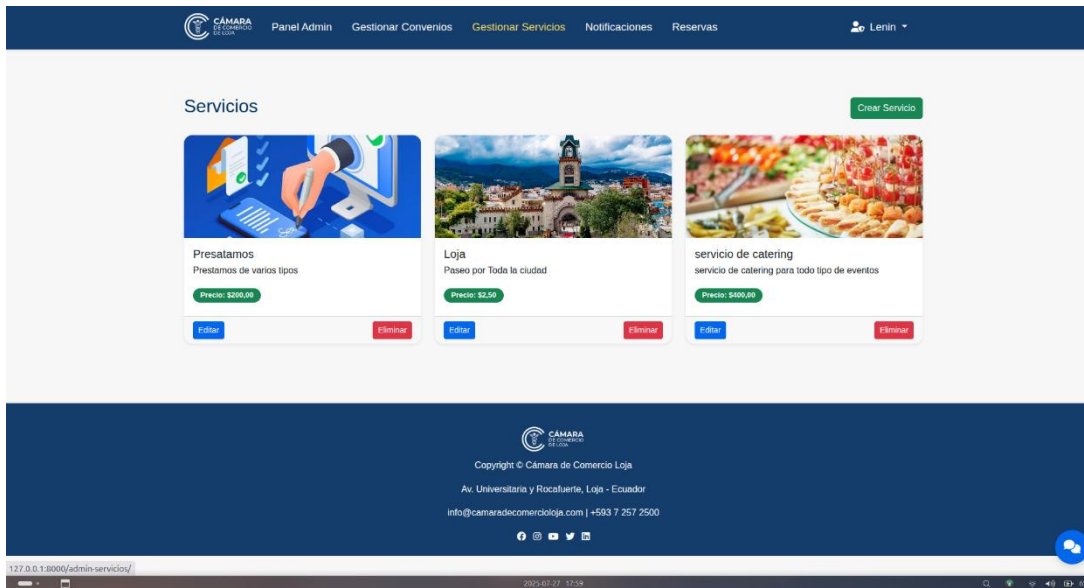 CÁMARA
DE COMERCIO
DE LOJA
Panel Admin
Gestionar Convenios
Gestionar Servicios
Notificaciones
Reservas
Lenin
Servicios
Crear Servicio
Presatamos
Prestamos de varios tipos
Precio: $200,00
Editar
Eliminar
Loja
Paseo por Toda la ciudad
Precio: $2,50
Editar
Eliminar
servicio de catering
servicio de catering para todo tipo de eventos
Precio: $400,00
Editar
Eliminar
CÁMARA
DE COMERCIO
DE LOJA
Copyright © Cámara de Comercio Loja
Av. Universitaria y Rocafuerte, Loja - Ecuador
info@camaradecomercioloja.com | +593 7 257 2500
127.0.0.1:8000/admin-servicios/
2025-07-27 17:59